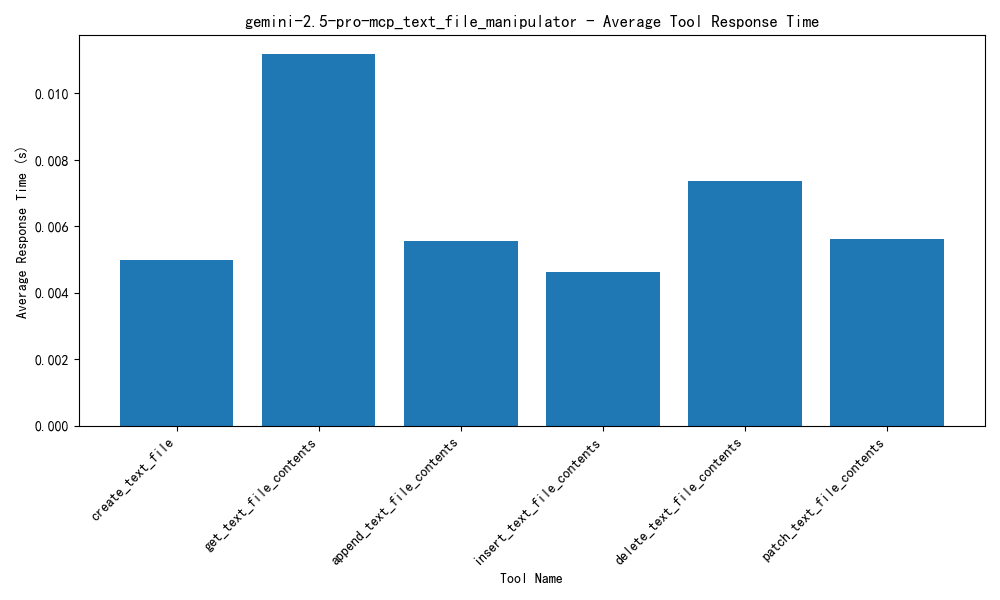 gemini-2.5-pro-mcp_text_file_manipulator - Average Tool Response Time
Average Response Time (s)
0.010
0.008
0.006
0.004
0.002
0.000
create_text_file
get_text_file_contents
append_text_file_contents
insert_text_file_contents
delete_text_file_contents
patch_text_file_contents
Tool Name